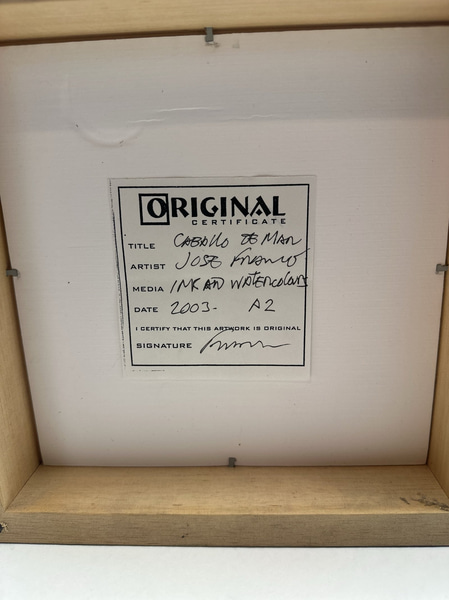 ORIGINAL
CERTIFICATE
TITLE CABALLO DE MAR
ARTIST JOSE FRANCO
MEDIA INK AND WATERCOLOURS
DATE 2003- A2
I CERTIFY THAT THIS ARTWORK IS ORIGINAL
SIGNATURE